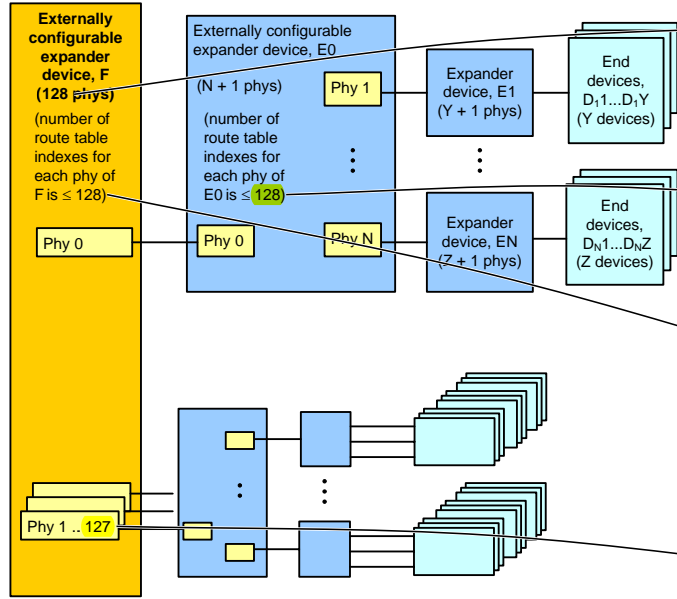 Externally
configurable
expander
device, F
(128 phys)
(number of
route table
indexes for
each phy of
F is ≤ 128)
Phy 0
Phy 1 .. 127
Externally configurable
expander device, E0
(N + 1 phys)
(number of
route table
indexes for
each phy of
E0 is ≤ 128)
Phy 0
Phy 1
Phy N
Expander
device, E1
(Y + 1 phys)
End
devices,
D₁1...D₁Y
(Y devices)
Expander
device, EN
(Z + 1 phys)
End
devices,
D_N1...D_NZ
(Z devices)